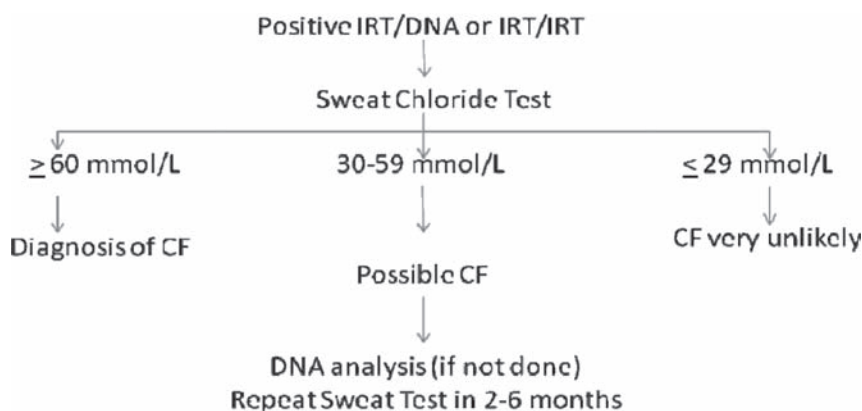 Positive IRT/DNA or IRT/IRT
Sweat Chloride Test
≥ 60 mmol/L
30-59 mmol/L
≤ 29 mmol/L
Diagnosis of CF
CF very unlikely
Possible CF
DNA analysis (if not done)
Repeat Sweat Test in 2-6 months